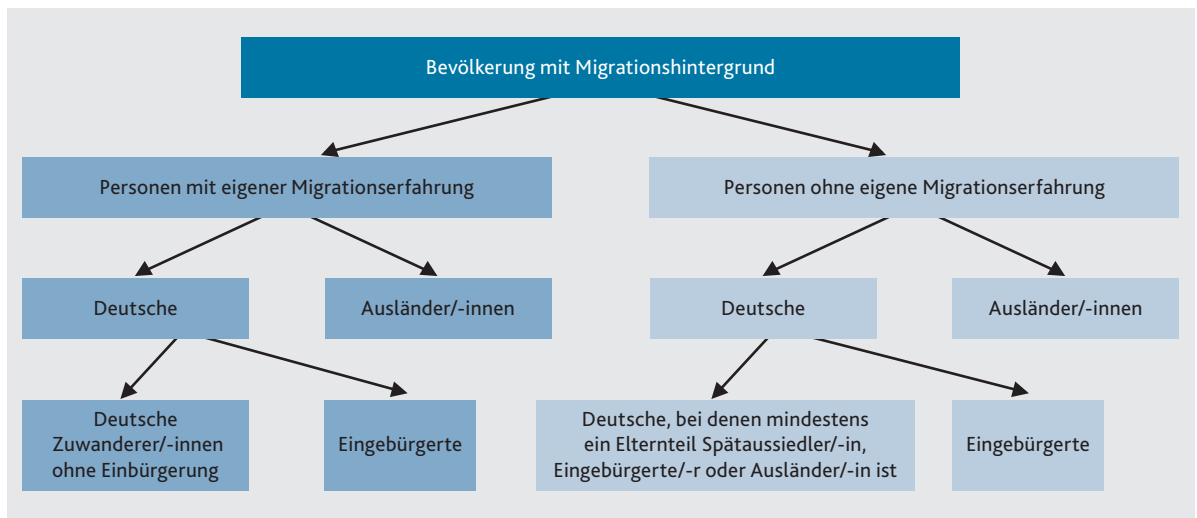 Bevölkerung mit Migrationshintergrund
Personen mit eigener Migrationserfahrung
Personen ohne eigene Migrationserfahrung
Deutsche
Ausländer/-innen
Deutsche
Ausländer/-innen
Deutsche
Zuwanderer/-innen
ohne Einbürgerung
Eingebürgerte
Deutsche, bei denen mindestens
ein Elternteil Spätaussiedler/-in,
Eingebürgerte/-r oder Ausländer/-in ist
Eingebürgerte